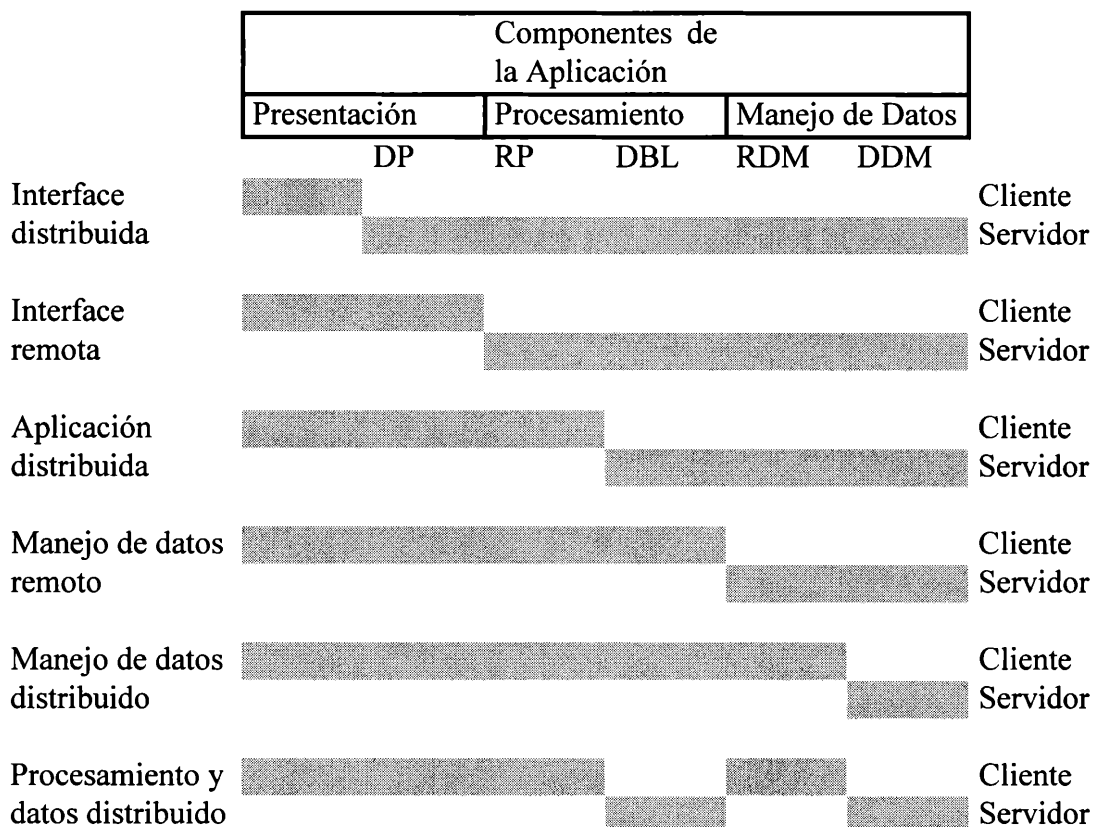 Componentes de
la Aplicación
Presentación Procesamiento Manejo de Datos
DP RP DBL RDM DDM
Interface Cliente
distribuida Servidor
Interface Cliente
remota Servidor
Aplicación Cliente
distribuida Servidor
Manejo de datos Cliente
remoto Servidor
Manejo de datos Cliente
distribuido Servidor
Procesamiento y Cliente
datos distribuido Servidor